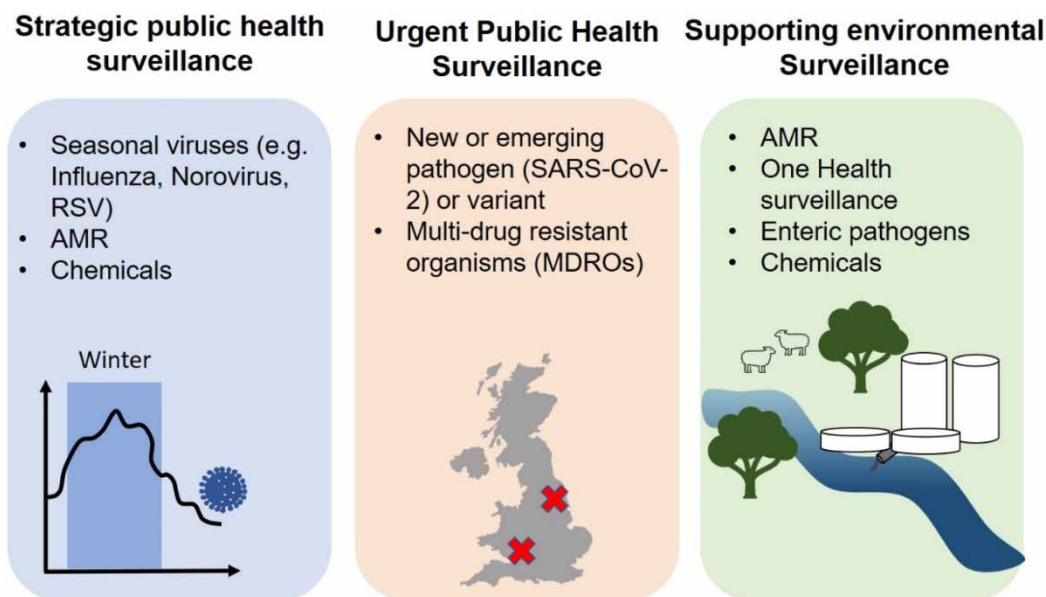 Strategic public health
surveillance
• Seasonal viruses (e.g.
Influenza, Norovirus,
RSV)
• AMR
• Chemicals
Winter
Urgent Public Health
Surveillance
• New or emerging
pathogen (SARS-CoV-
2) or variant
• Multi-drug resistant
organisms (MDROs)
Supporting environmental
Surveillance
• AMR
• One Health
surveillance
• Enteric pathogens
• Chemicals